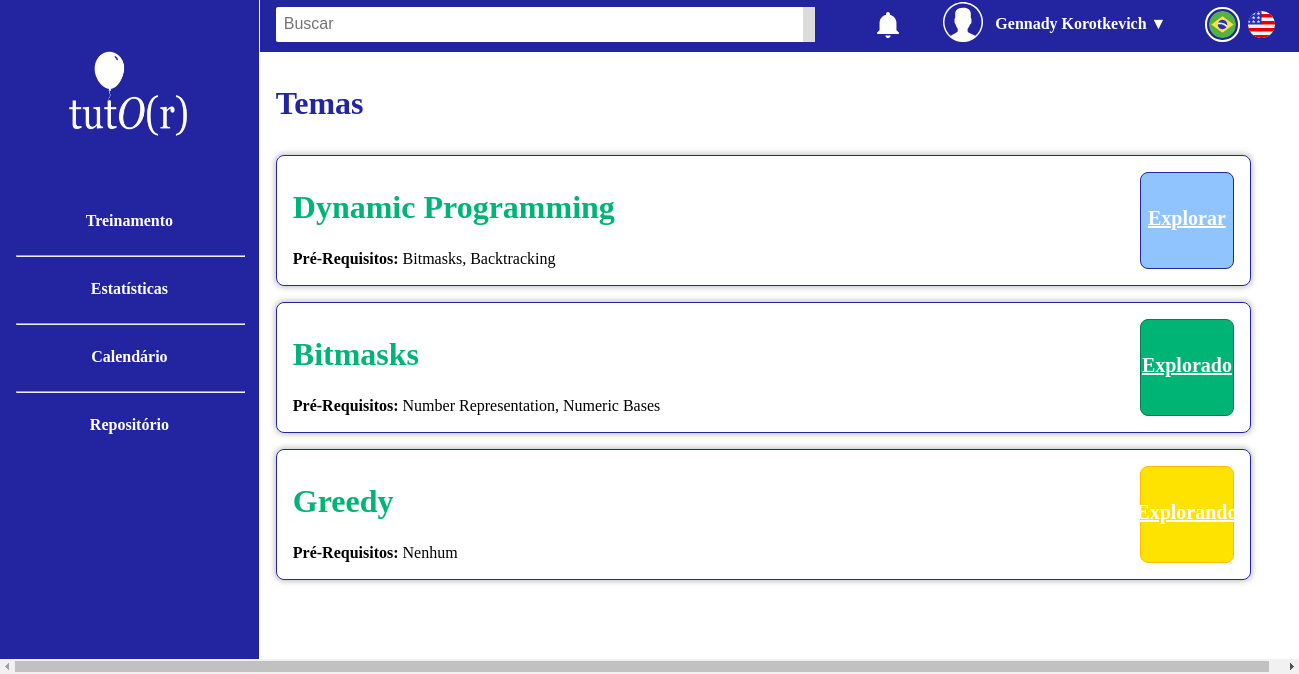 Buscar
Gennady Korotkevich ▼
tutO(r)
Treinamento
Estatísticas
Calendário
Repositório
Temas
Dynamic Programming
Pré-Requisitos: Bitmasks, Backtracking
Explorar
Bitmasks
Pré-Requisitos: Number Representation, Numeric Bases
Explorado
Greedy
Pré-Requisitos: Nenhum
Explorando